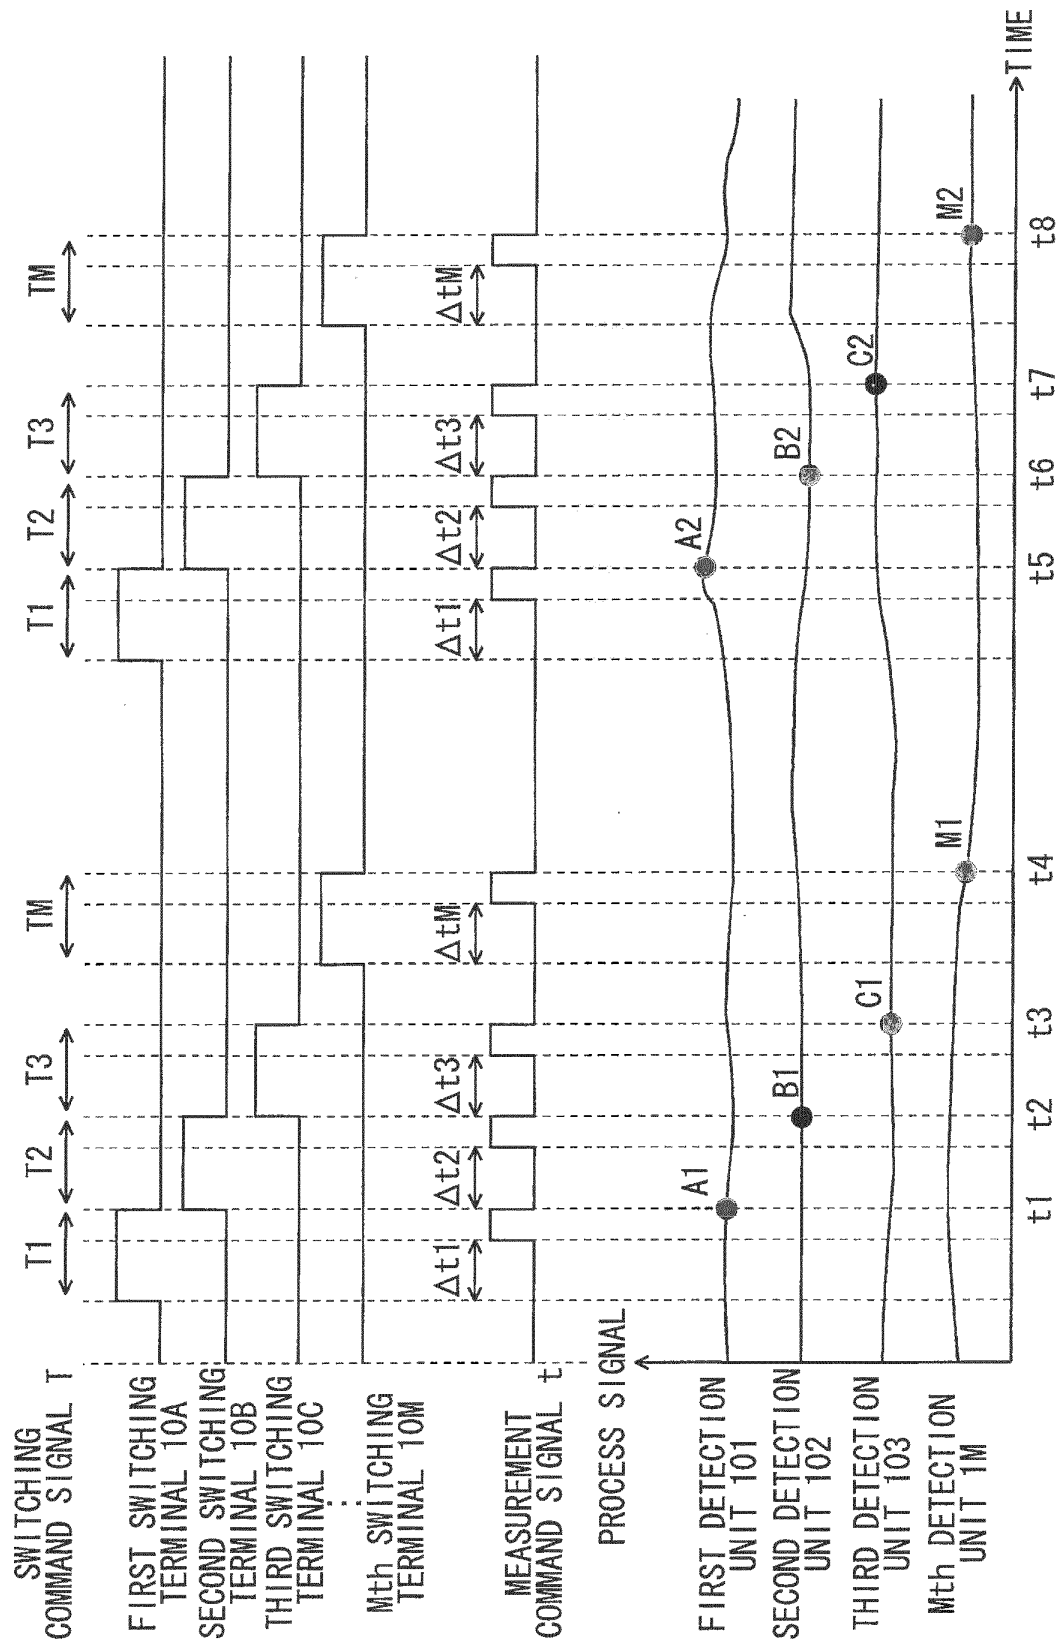 SWITCHING
COMMAND SIGNAL T
T1
T2
T3
TM
T1
T2
T3
TM
FIRST SWITCHING
TERMINAL 10A
SECOND SWITCHING
TERMINAL 10B
THIRD SWITCHING
TERMINAL 10C
Mth SWITCHING
TERMINAL 10M
MEASUREMENT
COMMAND SIGNAL t
Δt1
Δt2
Δt3
ΔtM
Δt1
Δt2
Δt3
ΔtM
PROCESS SIGNAL
FIRST DETECTION
UNIT 101
A1
A2
SECOND DETECTION
UNIT 102
B1
B2
THIRD DETECTION
UNIT 103
C1
C2
Mth DETECTION
UNIT 1M
M1
M2
t1
t2
t3
t4
t5
t6
t7
t8
TIME